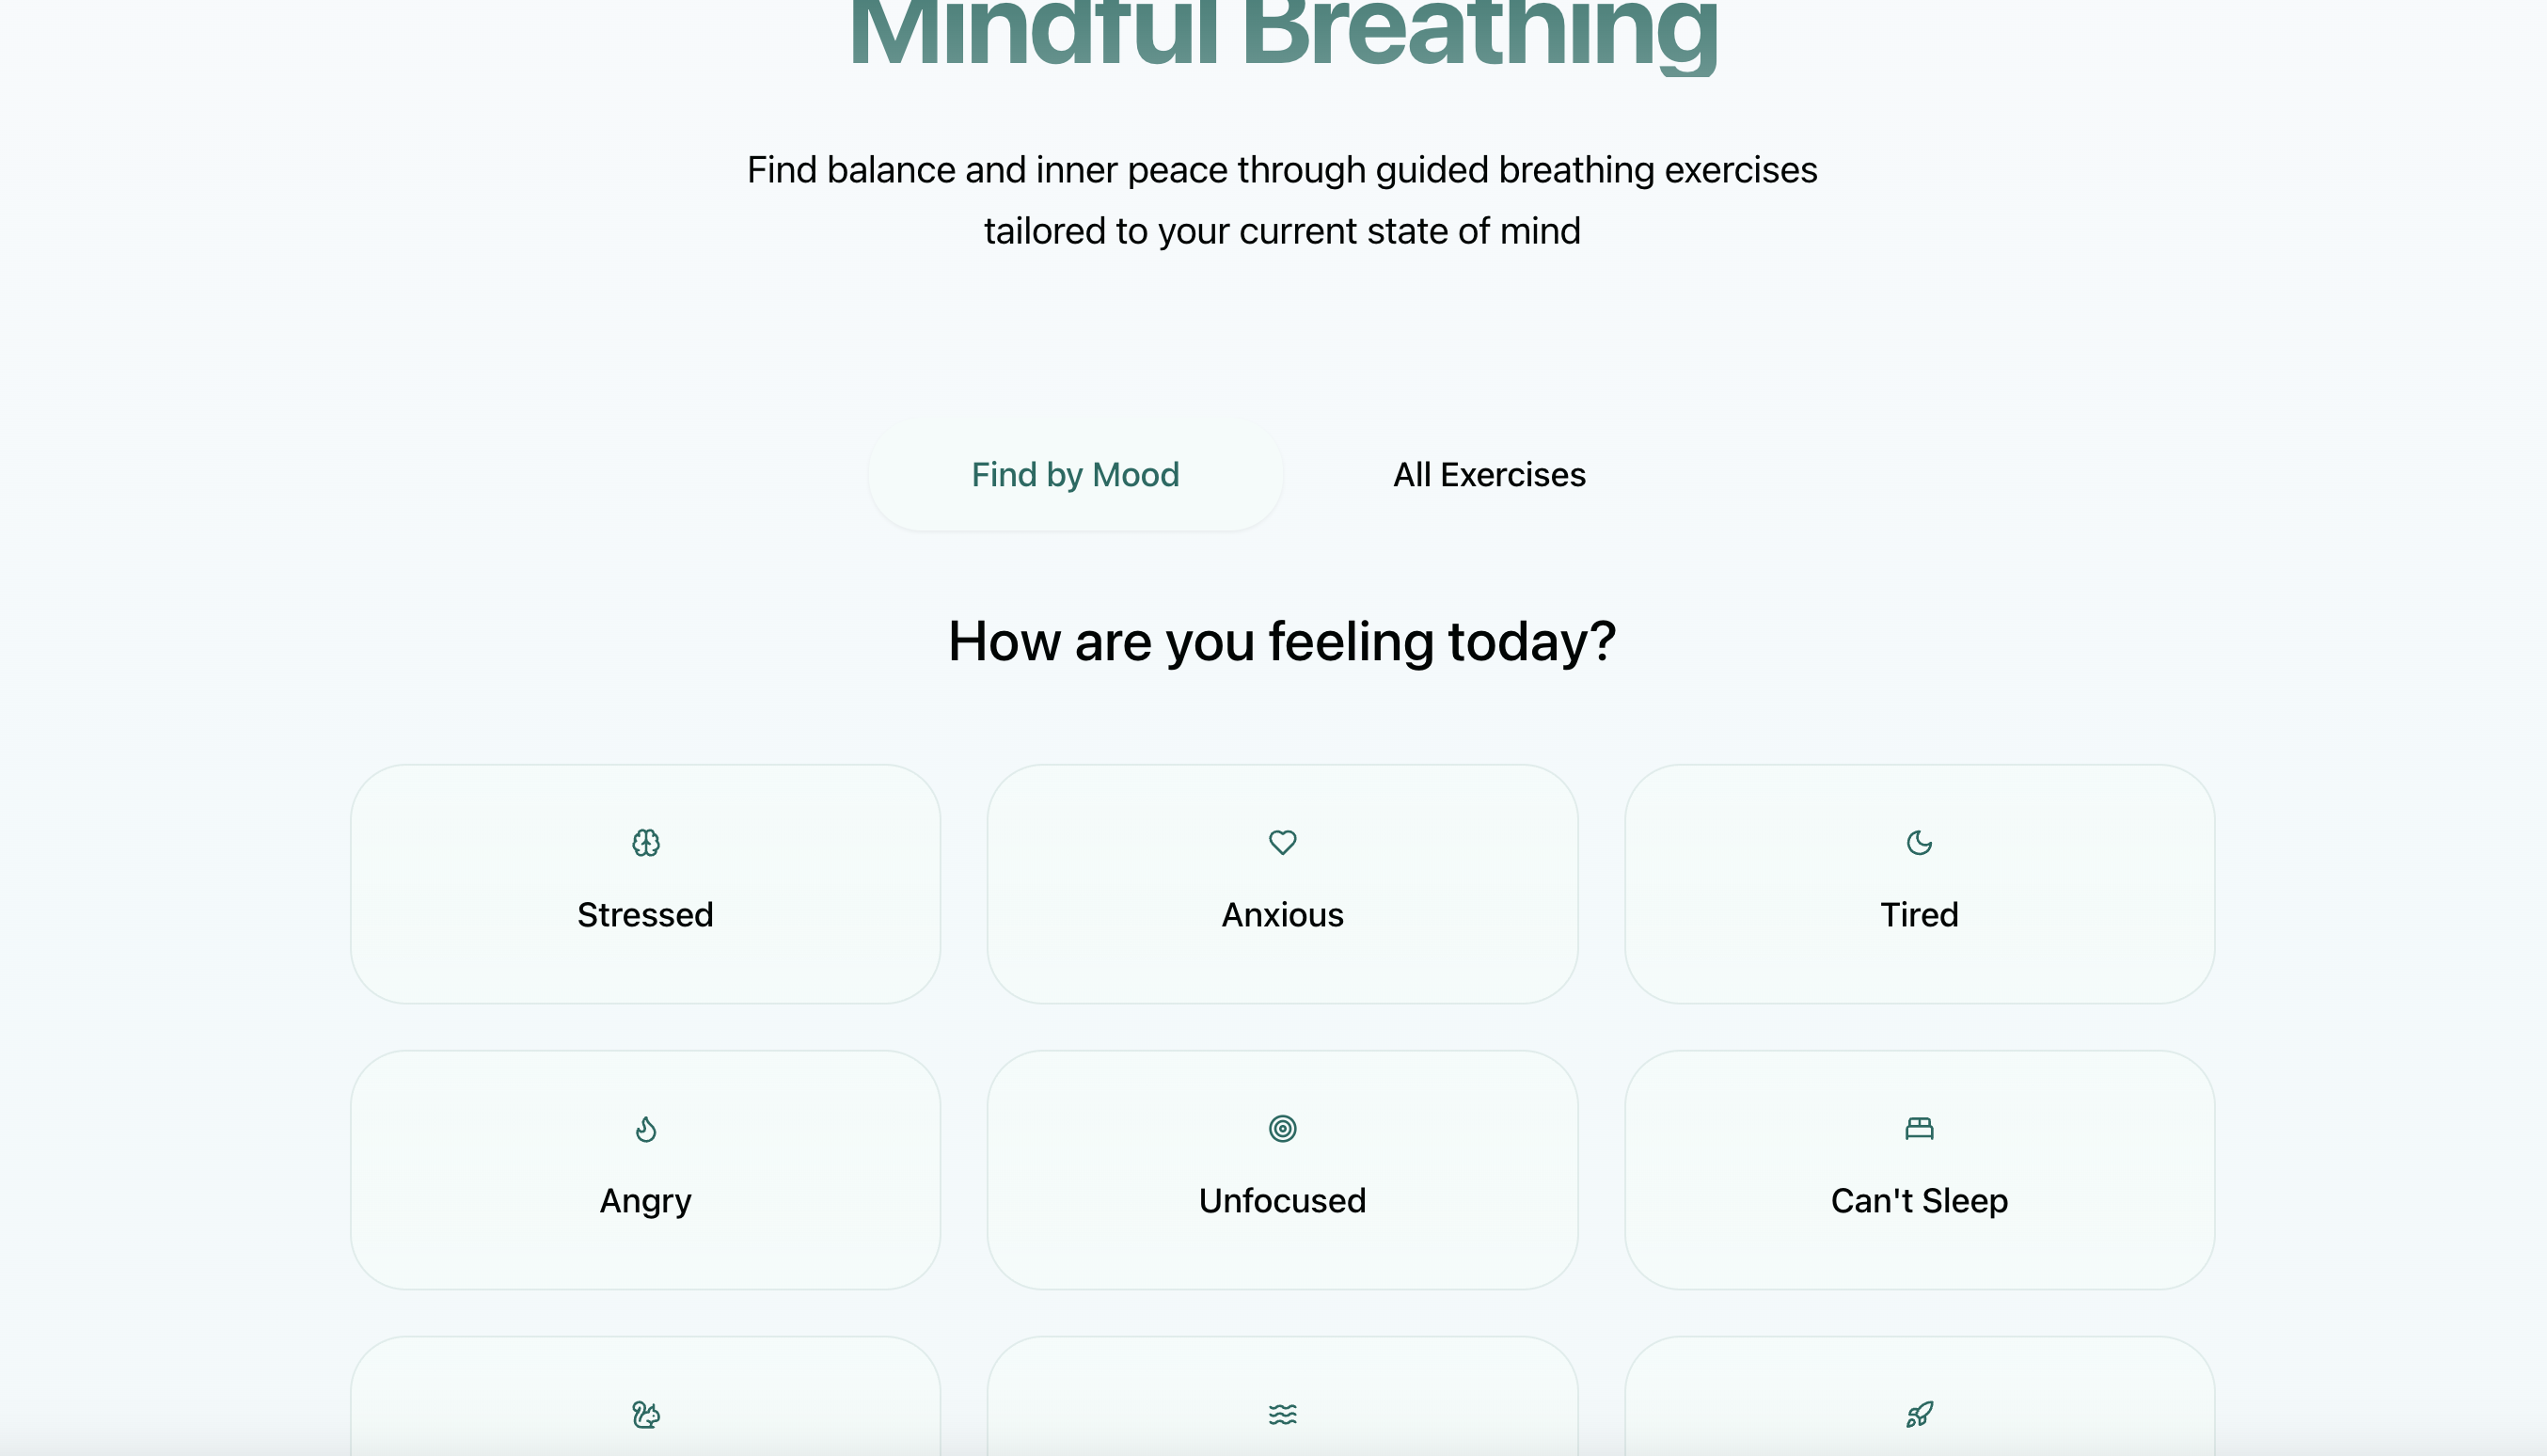 Mindful Breathing
Find balance and inner peace through guided breathing exercises
tailored to your current state of mind
Find by Mood
All Exercises
How are you feeling today?
Stressed
Anxious
Tired
Angry
Unfocused
Can't Sleep